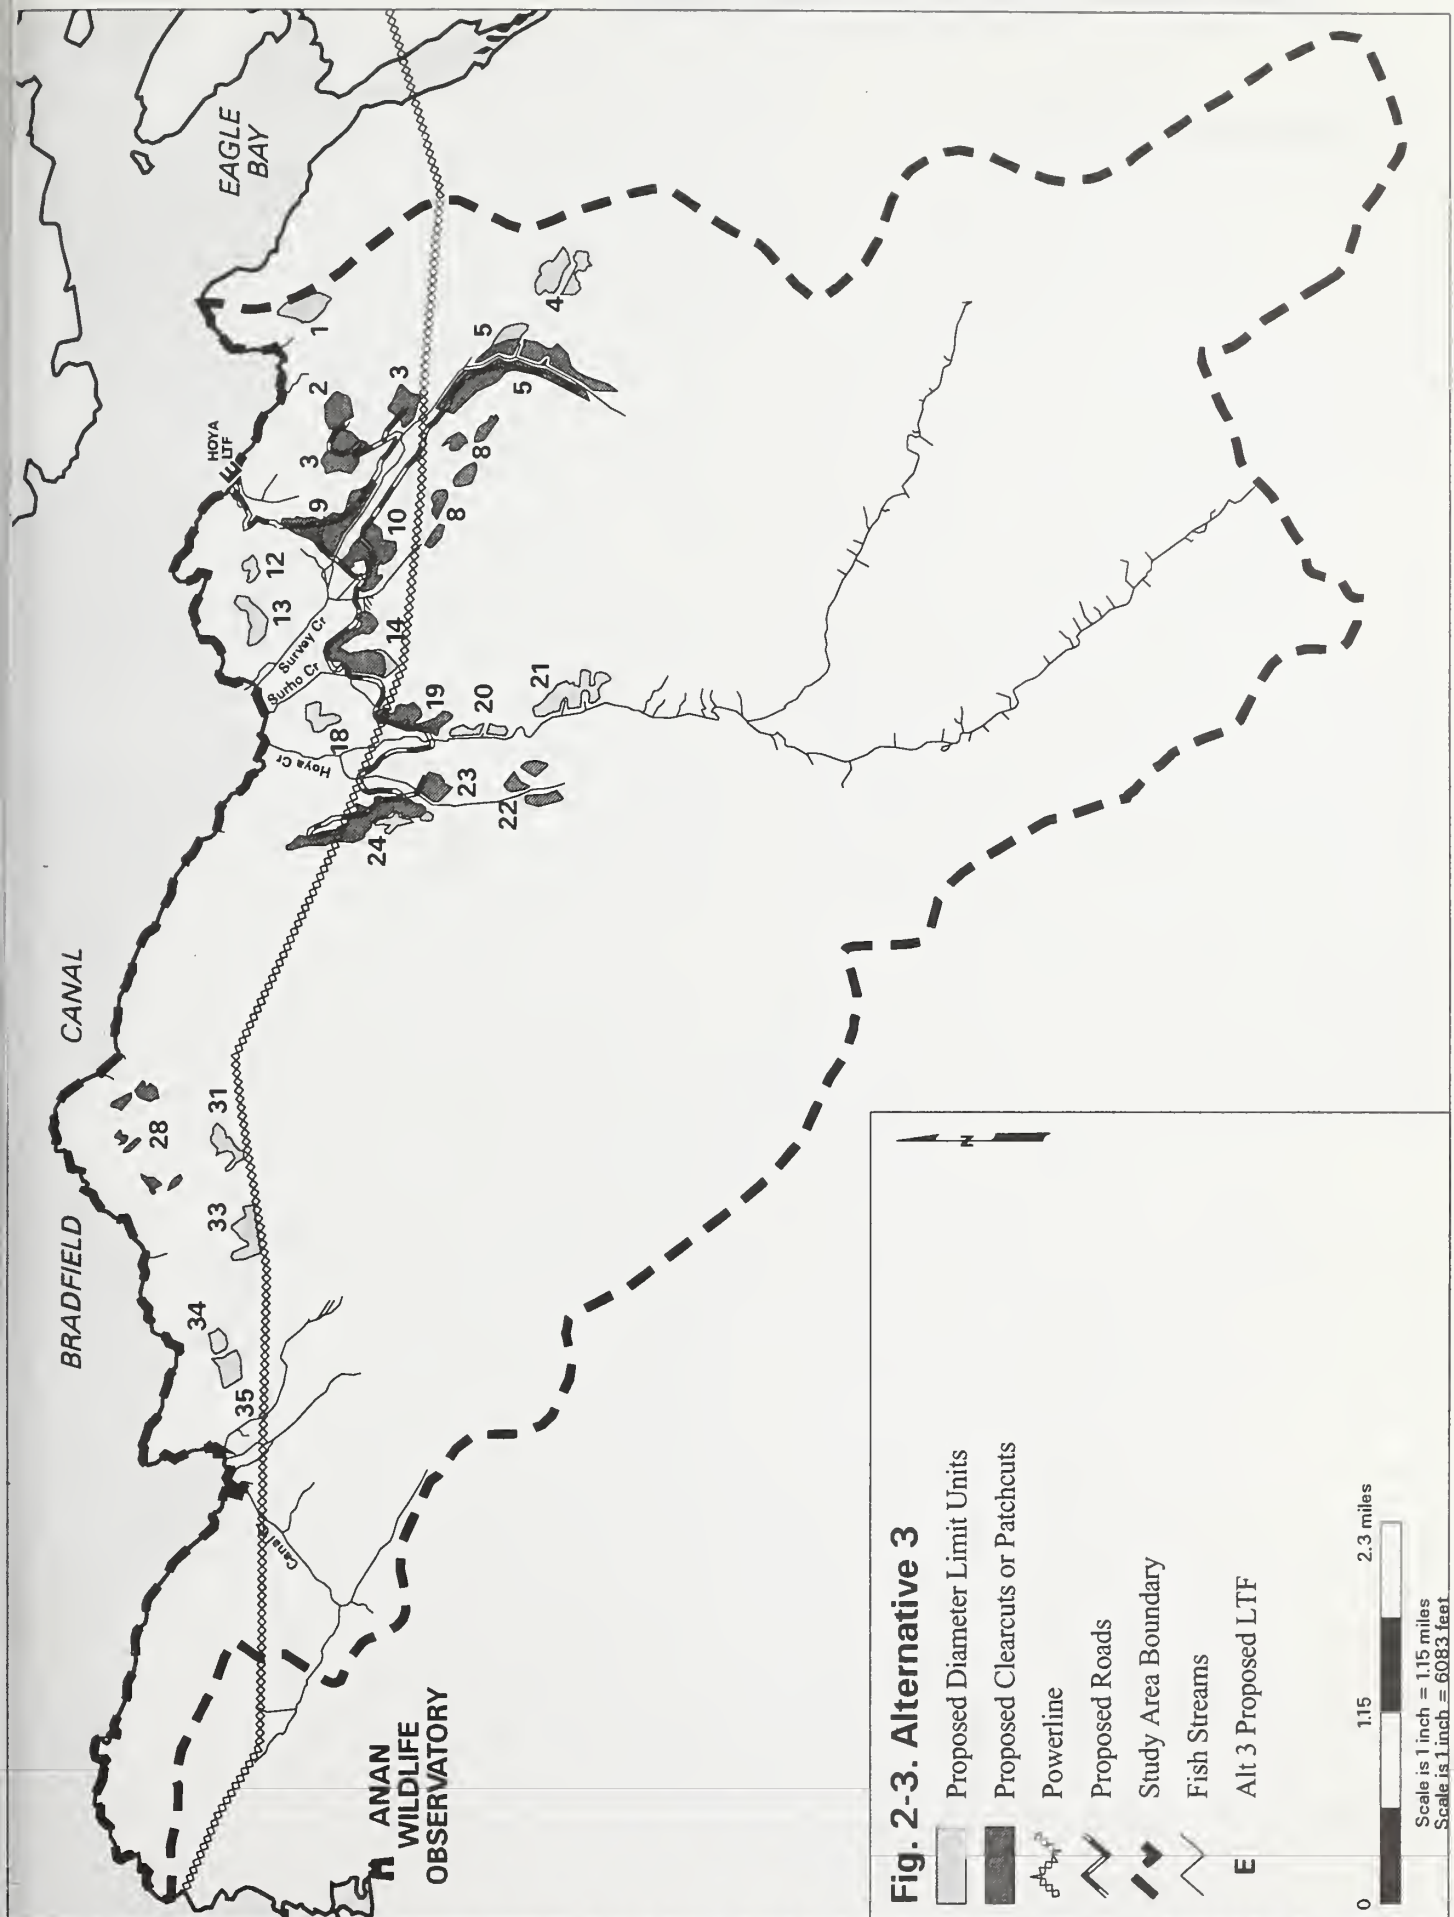 BRADFIELD CANAL
EAGLE
BAY
HOYA
LTF
1
2
3
3
4
5
5
8
8
9
10
12
13
14
18
19
20
21
22
23
24
28
31
33
34
35
Survey Cr
Surho Cr
Hoya Cr
Canal
ANAN
WILDLIFE
OBSERVATORY
N
Fig. 2-3. Alternative 3
Proposed Diameter Limit Units
Proposed Clearcuts or Patchcuts
Powerline
Proposed Roads
Study Area Boundary
Fish Streams
E Alt 3 Proposed LTF
0 1.15 2.3 miles
Scale is 1 inch = 1.15 miles
Scale is 1 inch = 6083 feet